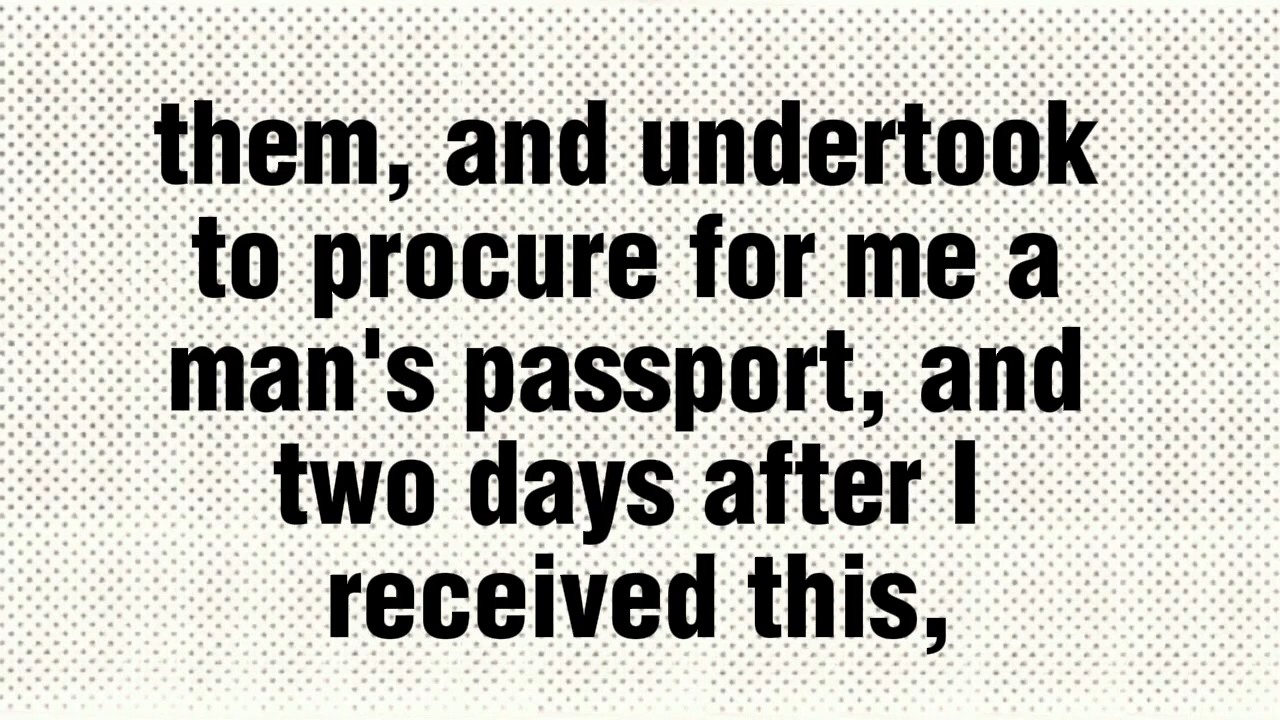 them, and undertook
to procure for me a
man's passport, and
two days after I
received this,